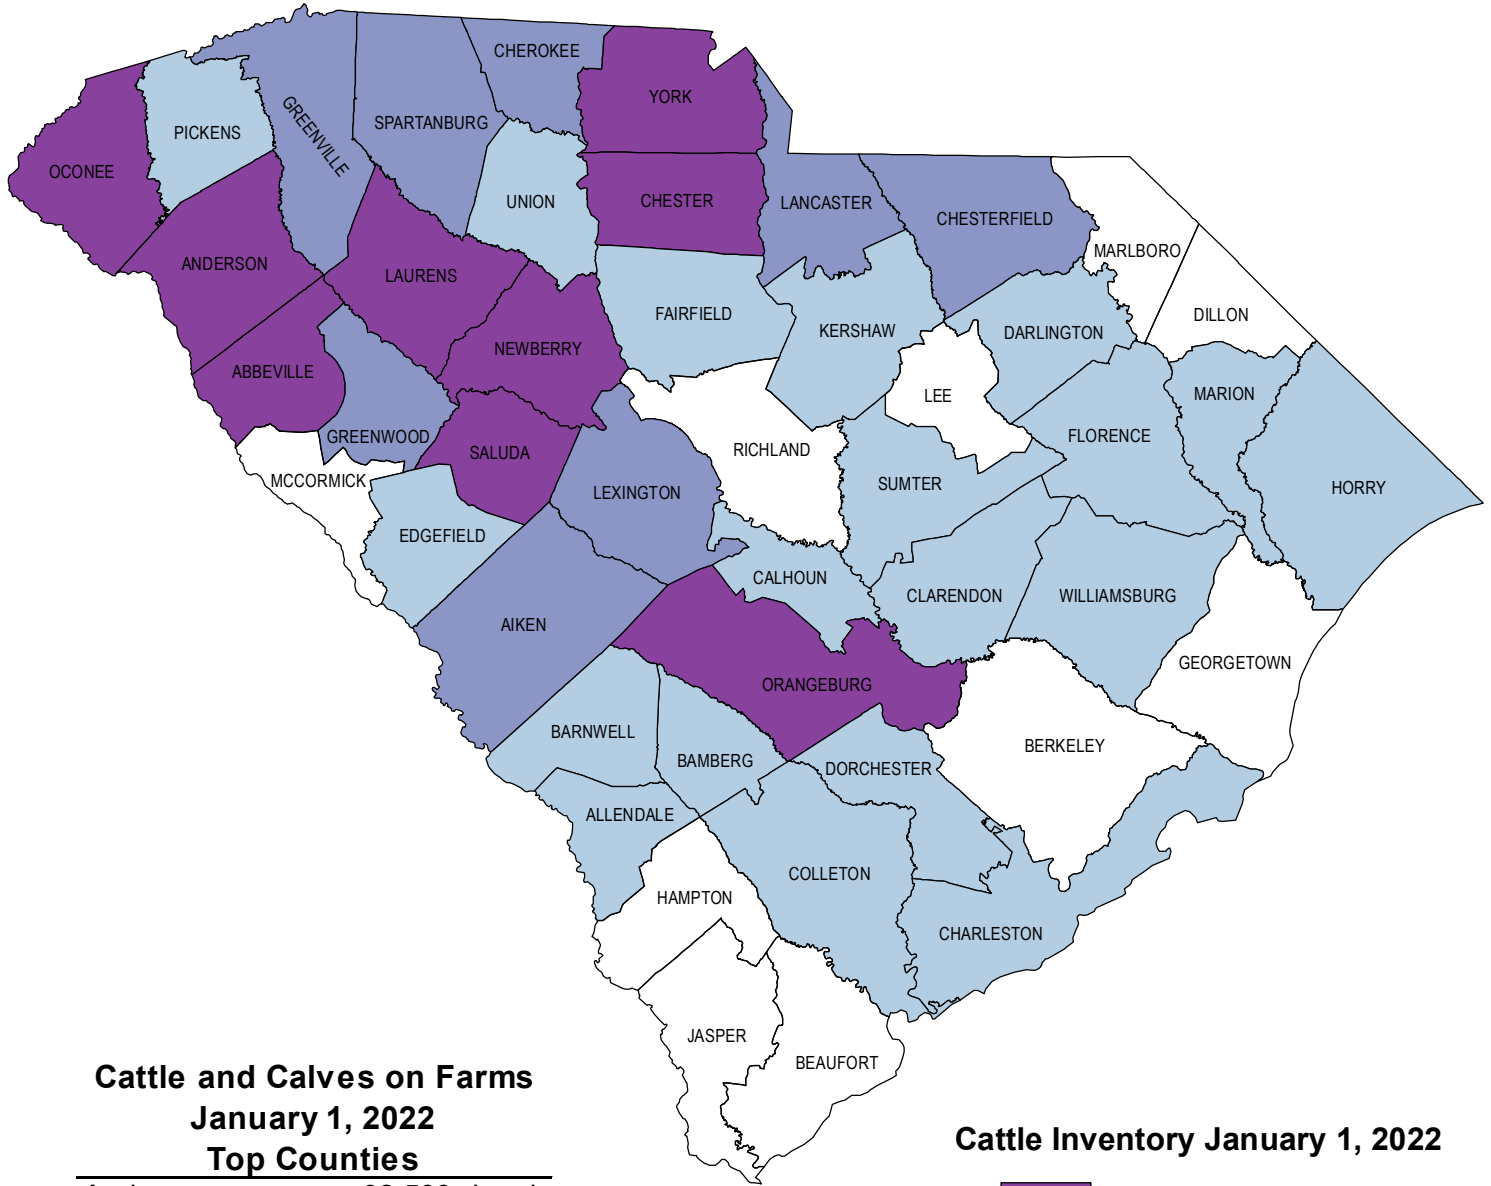 CHEROKEE
YORK
GREENVILLE
SPARTANBURG
PICKENS
OCONEE
UNION
CHESTER
LANCASTER
CHESTERFIELD
MARLBORO
ANDERSON
LAURENS
FAIRFIELD
DILLON
KERSHAW
DARLINGTON
NEWBERRY
ABBEVILLE
LEE
MARION
GREENWOOD
FLORENCE
RICHLAND
SALUDA
MCCORMICK
SUMTER
HORRY
LEXINGTON
EDGEFIELD
CALHOUN
CLARENDON
WILLIAMSBURG
AIKEN
GEORGETOWN
ORANGEBURG
BARNWELL
BERKELEY
BAMBERG
DORCHESTER
ALLENDALE
COLLETON
HAMPTON
CHARLESTON
JASPER
BEAUFORT
Cattle and Calves on Farms
January 1, 2022
Top Counties
Cattle Inventory January 1, 2022